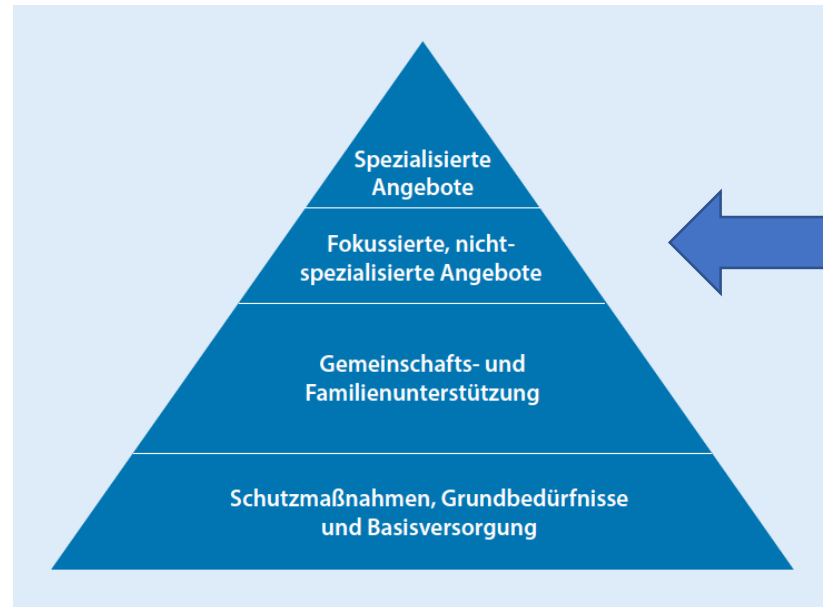 Spezialisierte
Angebote
Fokussierte, nicht-
spezialisierte Angebote
Gemeinschafts- und
Familienunterstützung
Schutzmaßnahmen, Grundbedürfnisse
und Basisversorgung